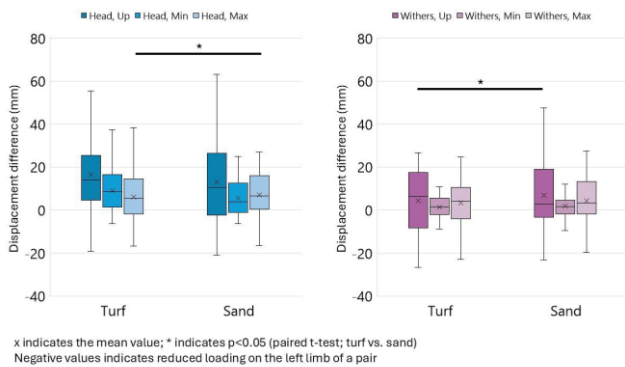 Head, Up Head, Min Head, Max
Displacement difference (mm)
80
60
40
20
0
-20
-40
*
Turf Sand
Withers, Up Withers, Min Withers, Max
Displacement difference (mm)
80
60
40
20
0
-20
-40
*
Turf Sand
x indicates the mean value; * indicates p<0.05 (paired t-test; turf vs. sand)
Negative values indicates reduced loading on the left limb of a pair